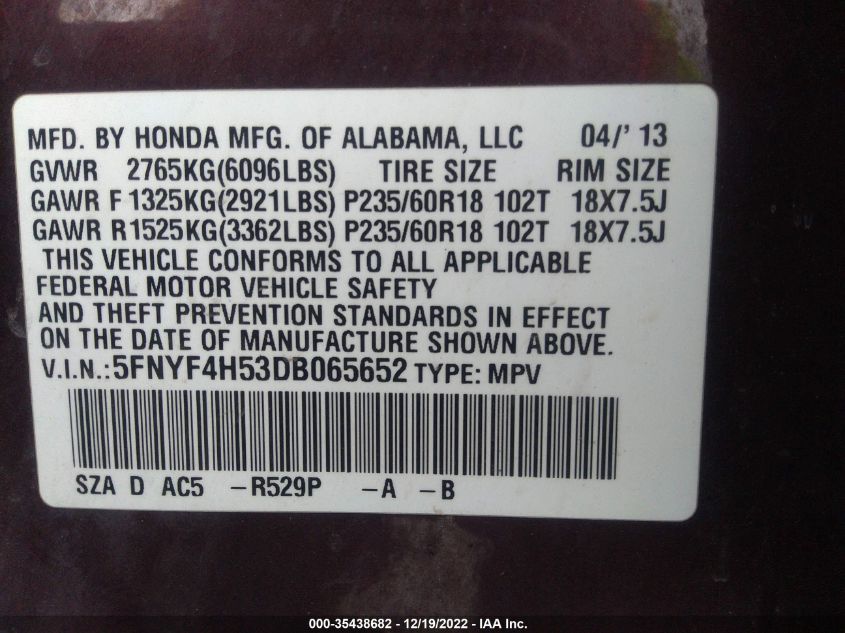 MFD. BY HONDA MFG. OF ALABAMA, LLC 04/'13
GVWR 2765KG(6096LBS) TIRE SIZE RIM SIZE
GAWR F 1325KG(2921LBS) P235/60R18 102T 18X7.5J
GAWR R1525KG(3362LBS) P235/60R18 102T 18X7.5J
THIS VEHICLE CONFORMS TO ALL APPLICABLE
FEDERAL MOTOR VEHICLE SAFETY
AND THEFT PREVENTION STANDARDS IN EFFECT
ON THE DATE OF MANUFACTURE SHOWN ABOVE.
V.I.N.:5FNYF4H53DB065652 TYPE: MPV
SZA D AC5 -R529P -A -B
000-35438682 - 12/19/2022 - IAA Inc.